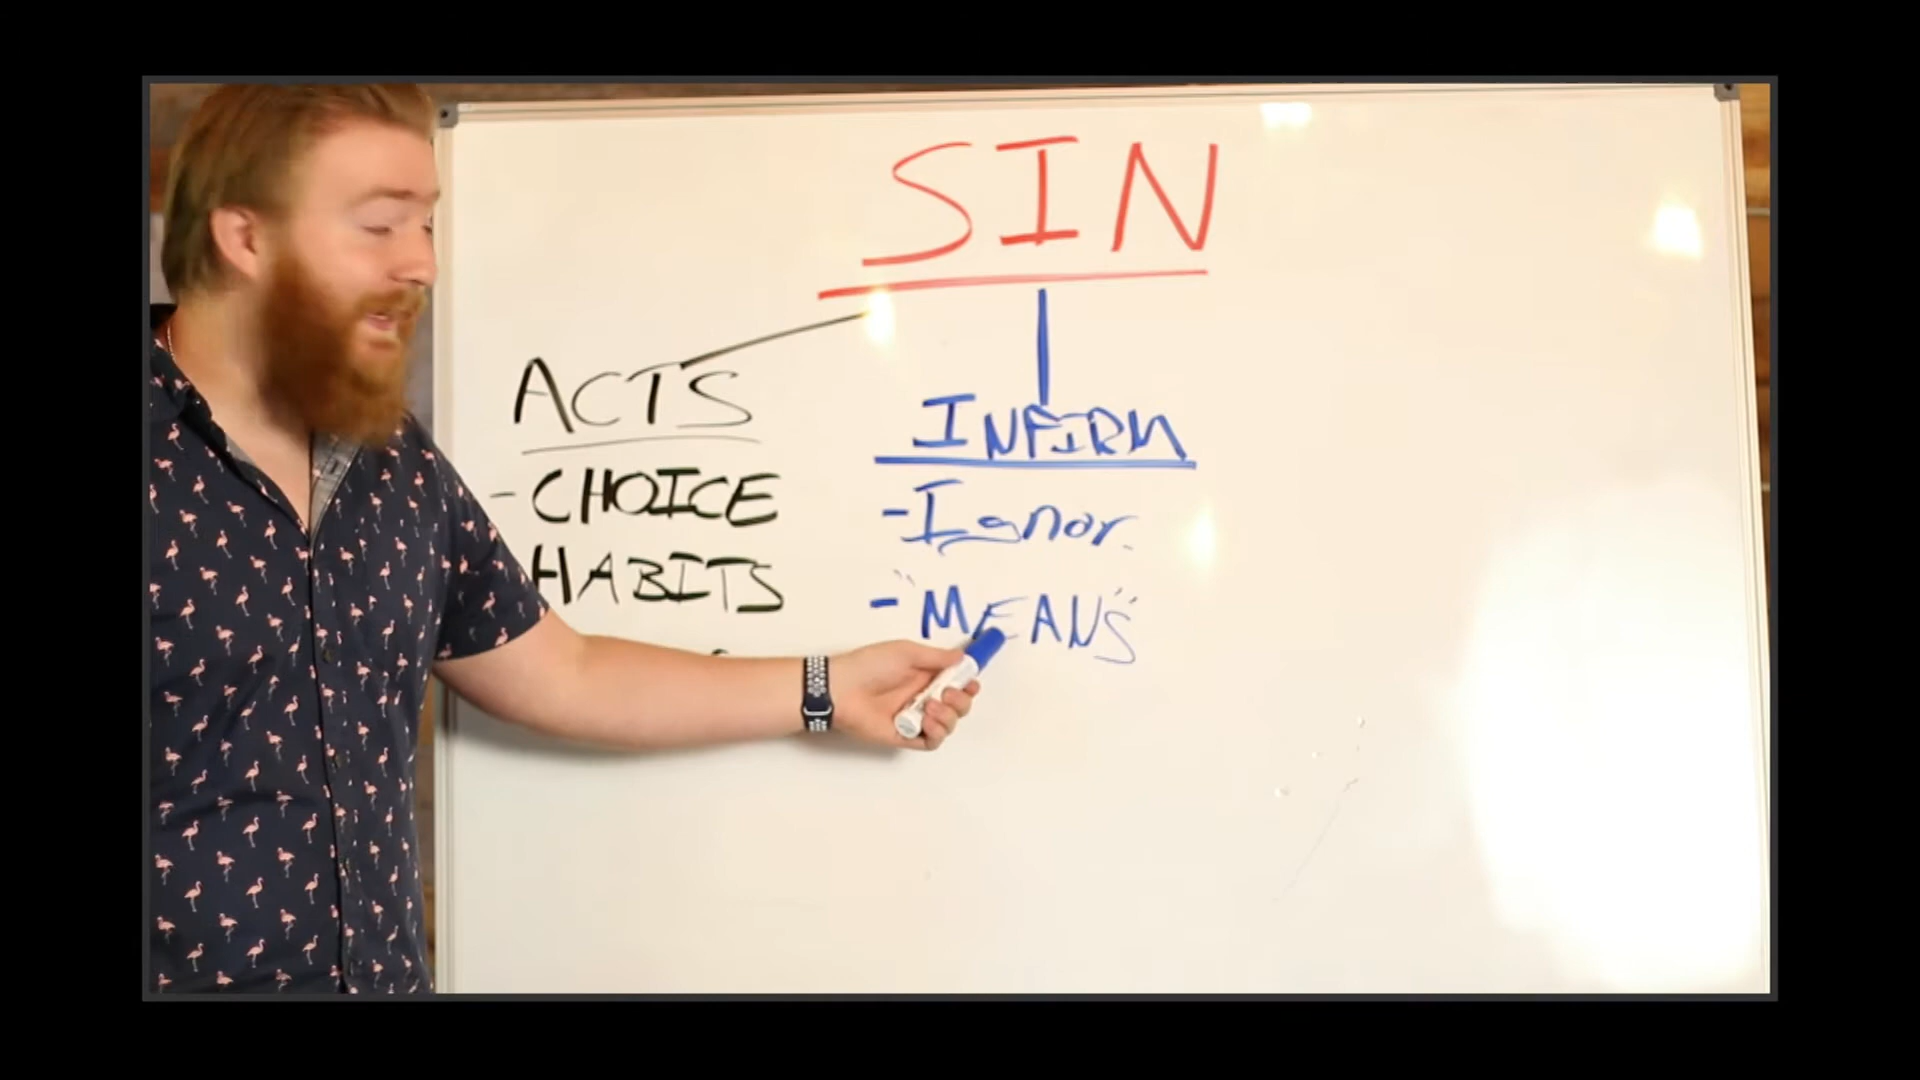 SIN
ACTS
- CHOICE
HABITS
INFIRM
- Ignor.
- "MEANS"